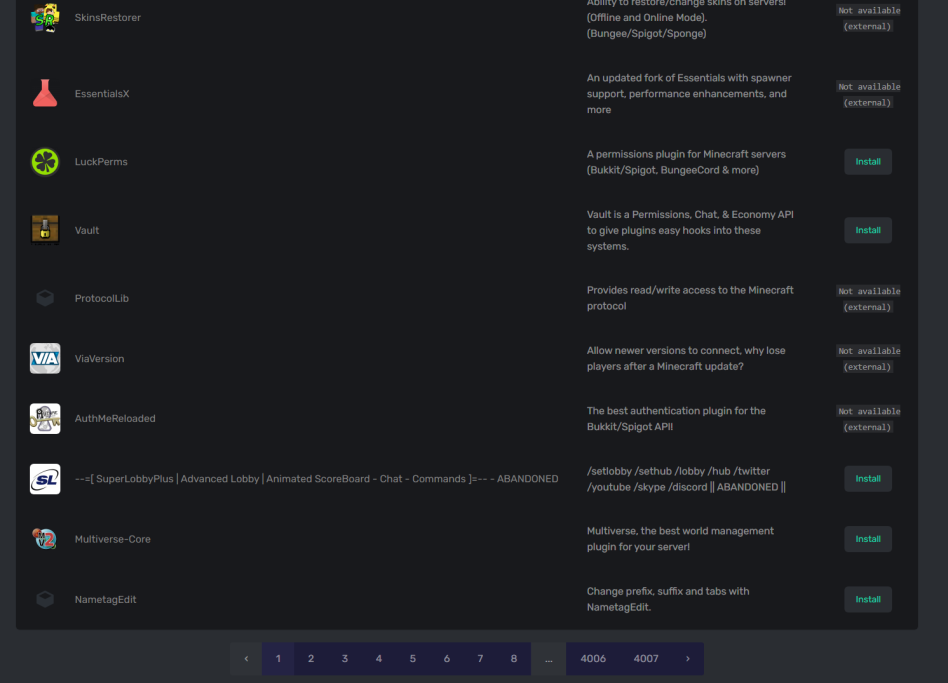 Ability to restore/change skins on servers!
SkinsRestorer
(Offline and Online Mode).
(Bungee/Spigot/Sponge)
Not available
(external)
EssentialsX
An updated fork of Essentials with spawner
support, performance enhancements, and
more
Not available
(external)
LuckPerms
A permissions plugin for Minecraft servers
(Bukkit/Spigot, BungeeCord & more)
Install
Vault
Vault is a Permissions, Chat, & Economy API
to give plugins easy hooks into these
systems.
Install
ProtocolLib
Provides read/write access to the Minecraft
protocol
Not available
(external)
VIA
ViaVersion
Allow newer versions to connect, why lose
players after a Minecraft update?
Not available
(external)
AuthMeReloaded
The best authentication plugin for the
Bukkit/Spigot API!
Not available
(external)
SL
--=[ SuperLobbyPlus | Advanced Lobby | Animated ScoreBoard - Chat - Commands ]=-- - ABANDONED
/setlobby /sethub /lobby /hub /twitter
/youtube /skype /discord || ABANDONED ||
Install
Multiverse-Core
Multiverse, the best world management
plugin for your server!
Install
NametagEdit
Change prefix, suffix and tabs with
NametagEdit.
Install
‹ 1 2 3 4 5 6 7 8 ... 4006 4007 ›